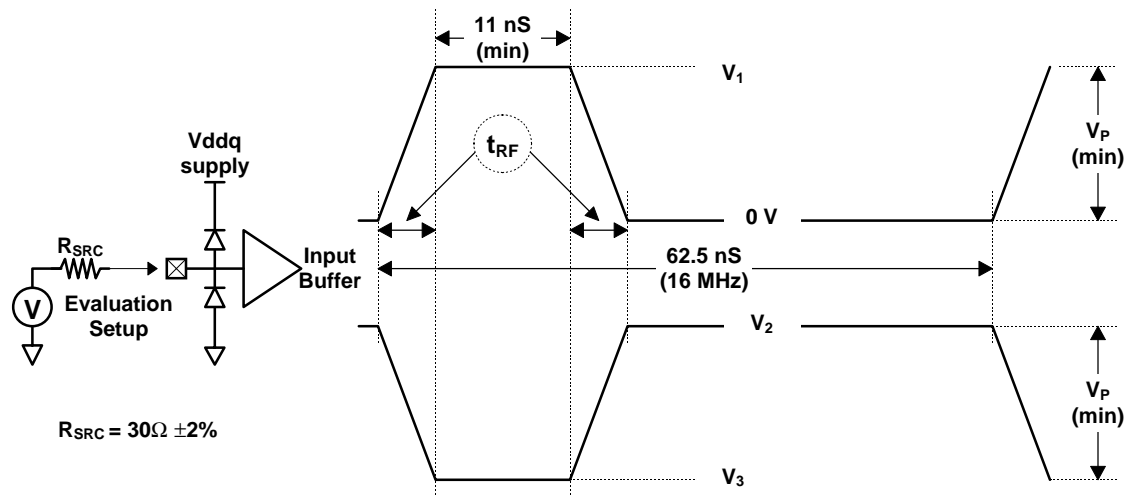 11 nS
(min)
V1
Vddq
supply
tRF
VP
(min)
0 V
RSRC
Input
Buffer
62.5 nS
(16 MHz)
V
Evaluation
Setup
V2
VP
(min)
RSRC = 30Ω ±2%
V3